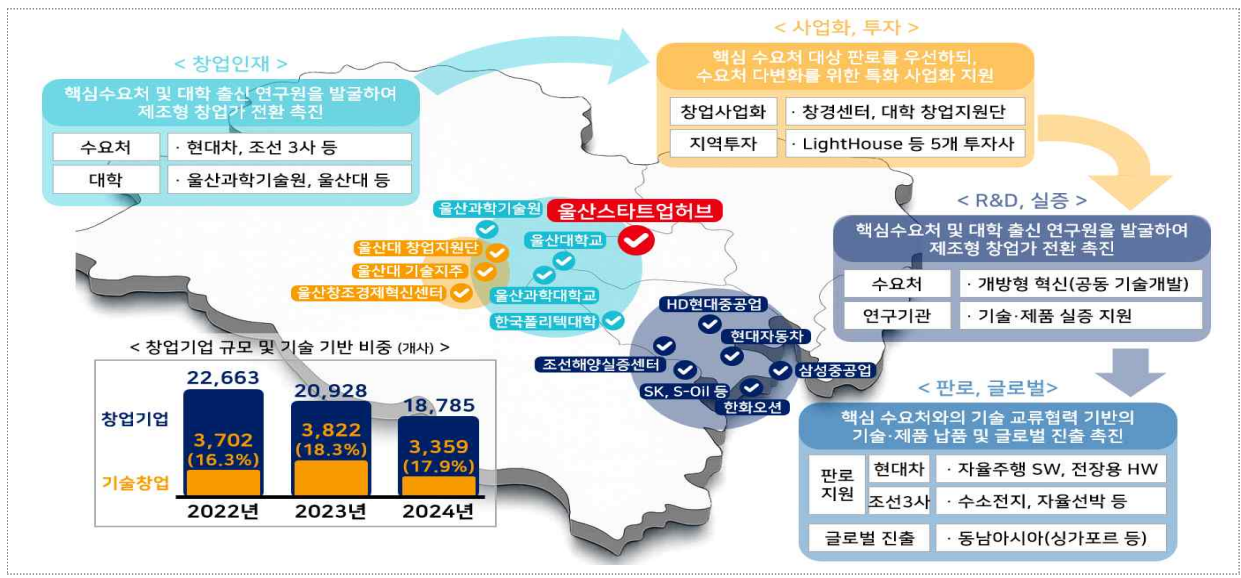 < 창업인재 >
핵심수요처 및 대학 출신 연구원을 발굴하여
제조형 창업가 전환 촉진
수요처 · 현대차, 조선 3사 등
대학 · 울산과학기술원, 울산대 등
< 사업화, 투자 >
핵심 수요처 대상 판로를 우선하되,
수요처 다변화를 위한 특화 사업화 지원
창업사업화 · 창경센터, 대학 창업지원단
지역투자 · LightHouse 등 5개 투자사
< R&D, 실증 >
핵심수요처 및 대학 출신 연구원을 발굴하여
제조형 창업가 전환 촉진
수요처 · 개방형 혁신(공동 기술개발)
연구기관 · 기술·제품 실증 지원
< 판로, 글로벌>
핵심 수요처와의 기술 교류협력 기반의
기술·제품 납품 및 글로벌 진출 촉진
판로
지원
현대차 · 자율주행 SW, 전장용 HW
조선3사 · 수소전지, 자율선박 등
글로벌 진출 · 동남아시아(싱가포르 등)
울산과학기술원
울산스타트업허브
울산대 창업지원단
울산대학교
울산대 기술지주
울산창조경제혁신센터
울산과학대학교
한국폴리텍대학
HD현대중공업
현대자동차
조선해양실증센터
삼성중공업
SK, S-Oil 등
한화오션
< 창업기업 규모 및 기술 기반 비중 (개사) >
창업기업
기술창업
22,663
20,928
18,785
3,702
(16.3%)
3,822
(18.3%)
3,359
(17.9%)
2022년
2023년
2024년